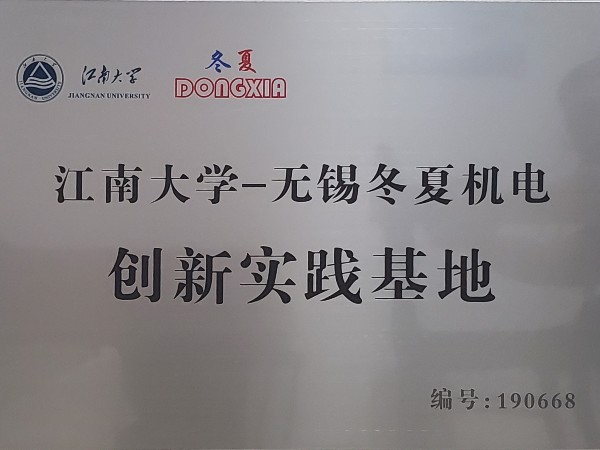 江南大学
JIANGNAN UNIVERSITY
冬夏
DONGXIA
江南大学-无锡冬夏机电
创新实践基地
编号:190668